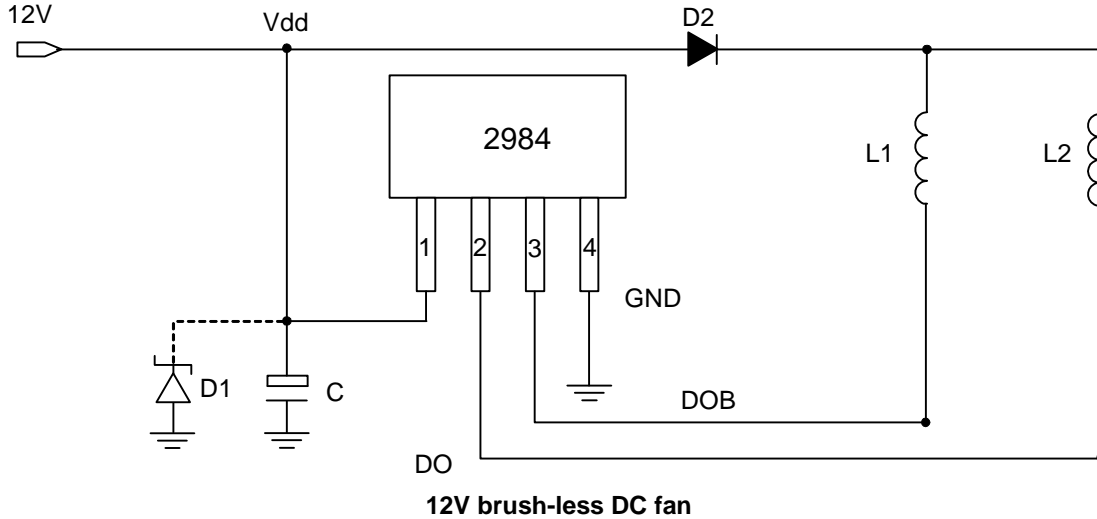 12V
Vdd
D2
2984
L1
L2
1
2
3
4
GND
D1
C
DOB
DO
12V brush-less DC fan